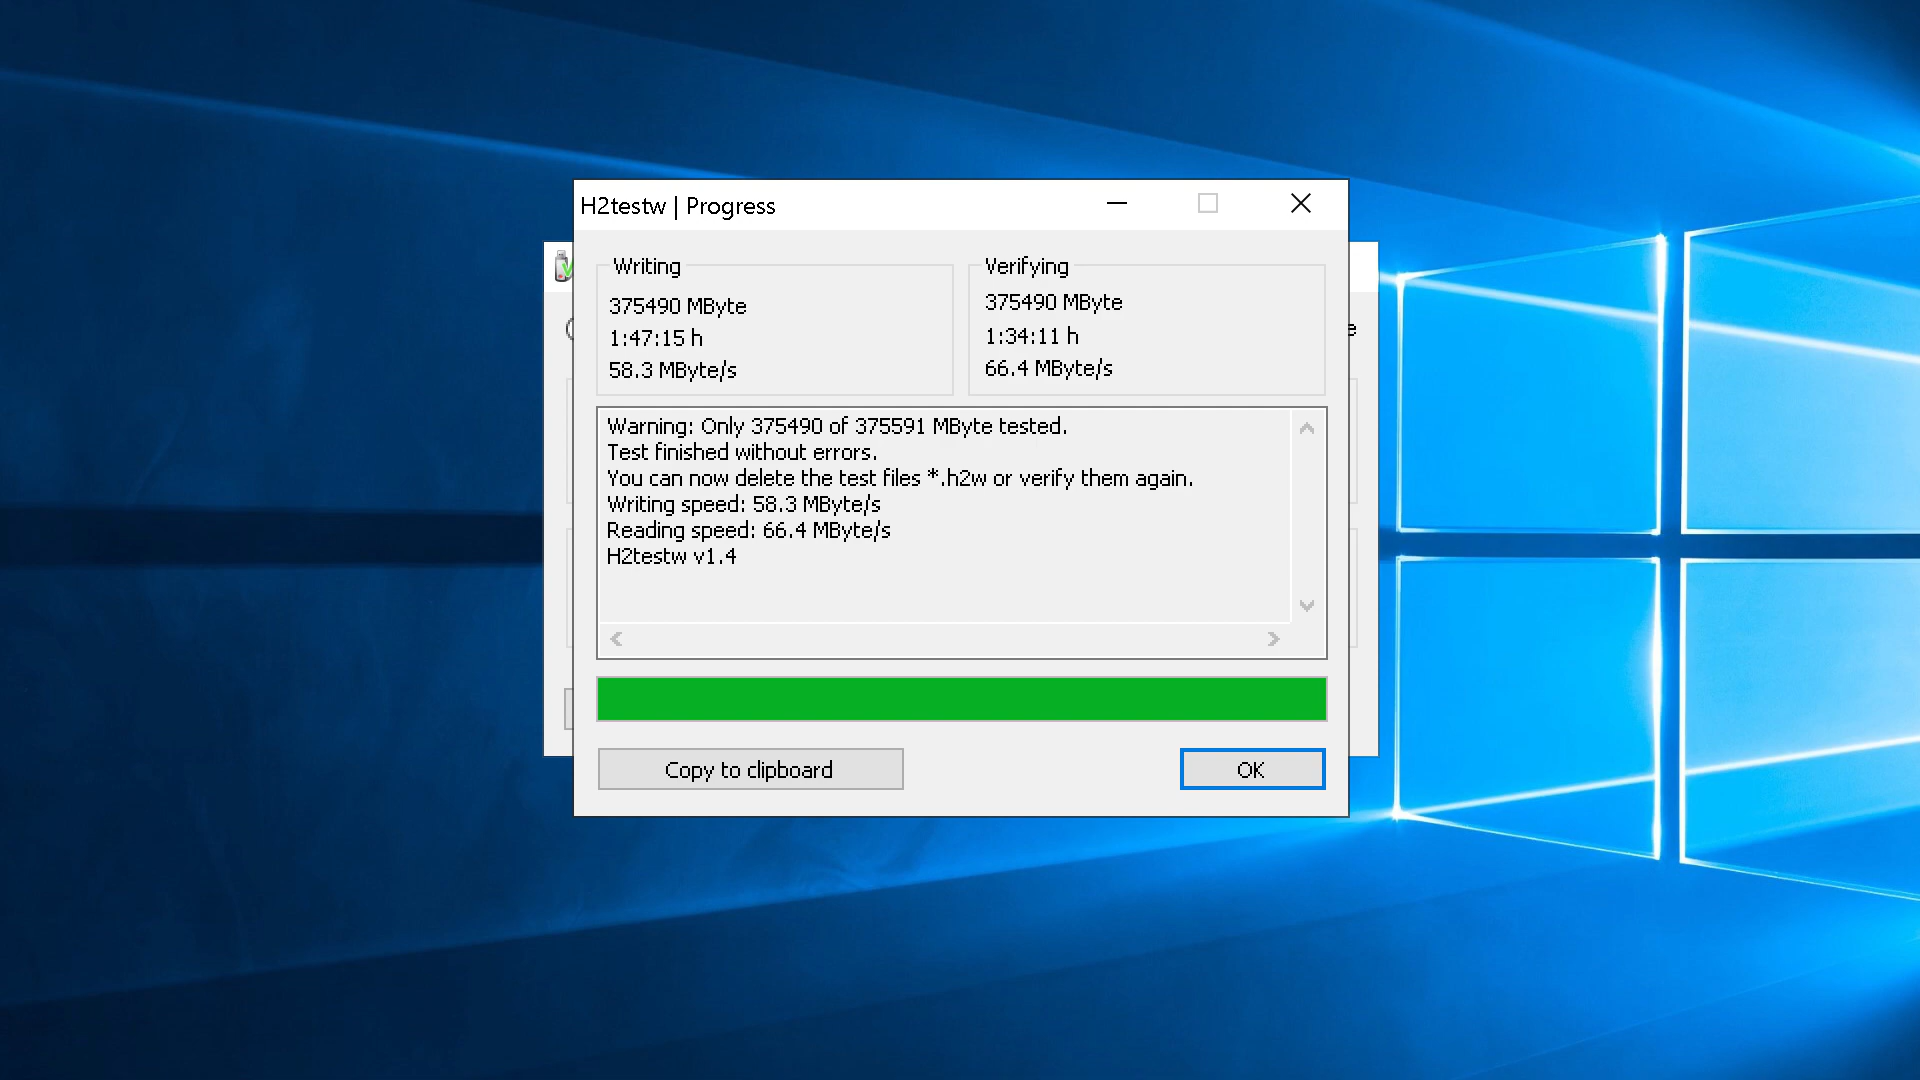 H2testw | Progress
Writing
375490 MByte
1:47:15 h
58.3 MByte/s
Verifying
375490 MByte
1:34:11 h
66.4 MByte/s
Warning: Only 375490 of 375591 MByte tested.
Test finished without errors.
You can now delete the test files *.h2w or verify them again.
Writing speed: 58.3 MByte/s
Reading speed: 66.4 MByte/s
H2testw v1.4
Copy to clipboard
OK